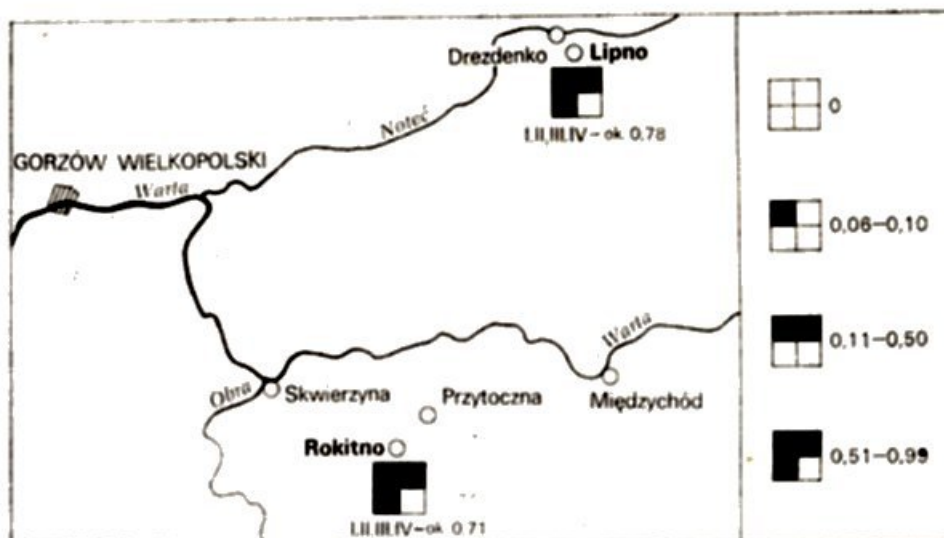 Drezdenko
Lipno
I.II,III.IV – ok. 0.78
Noteć
GORZÓW WIELKOPOLSKI
Warta
Warta
Obra
Skwierzyna
Przytoczna
Międzychód
Rokitno
I.II.III.IV – ok. 0.71
0
0,06–0,10
0,11–0,50
0,51–0,99